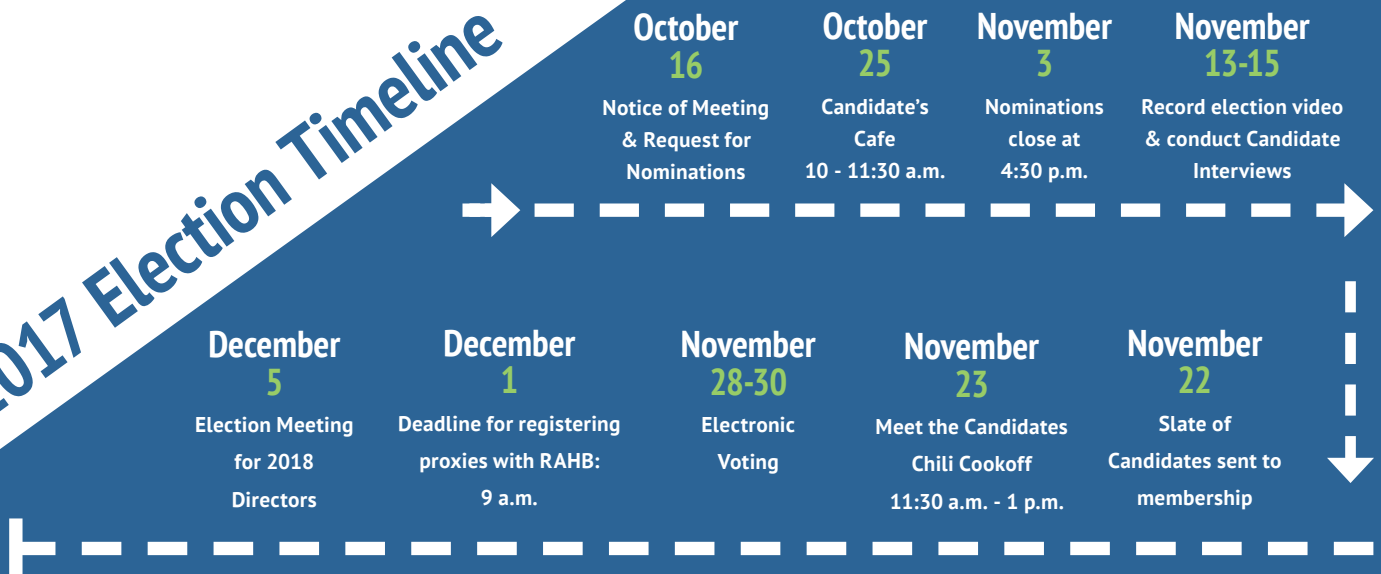 2017 Election Timeline
October
16
Notice of Meeting
& Request for
Nominations
October
25
Candidate's
Cafe
10 - 11:30 a.m.
November
3
Nominations
close at
4:30 p.m.
November
13-15
Record election video
& conduct Candidate
Interviews
November
22
Slate of
Candidates sent to
membership
November
23
Meet the Candidates
Chili Cookoff
11:30 a.m. - 1 p.m.
November
28-30
Electronic
Voting
December
1
Deadline for registering
proxies with RAHB:
9 a.m.
December
5
Election Meeting
for 2018
Directors